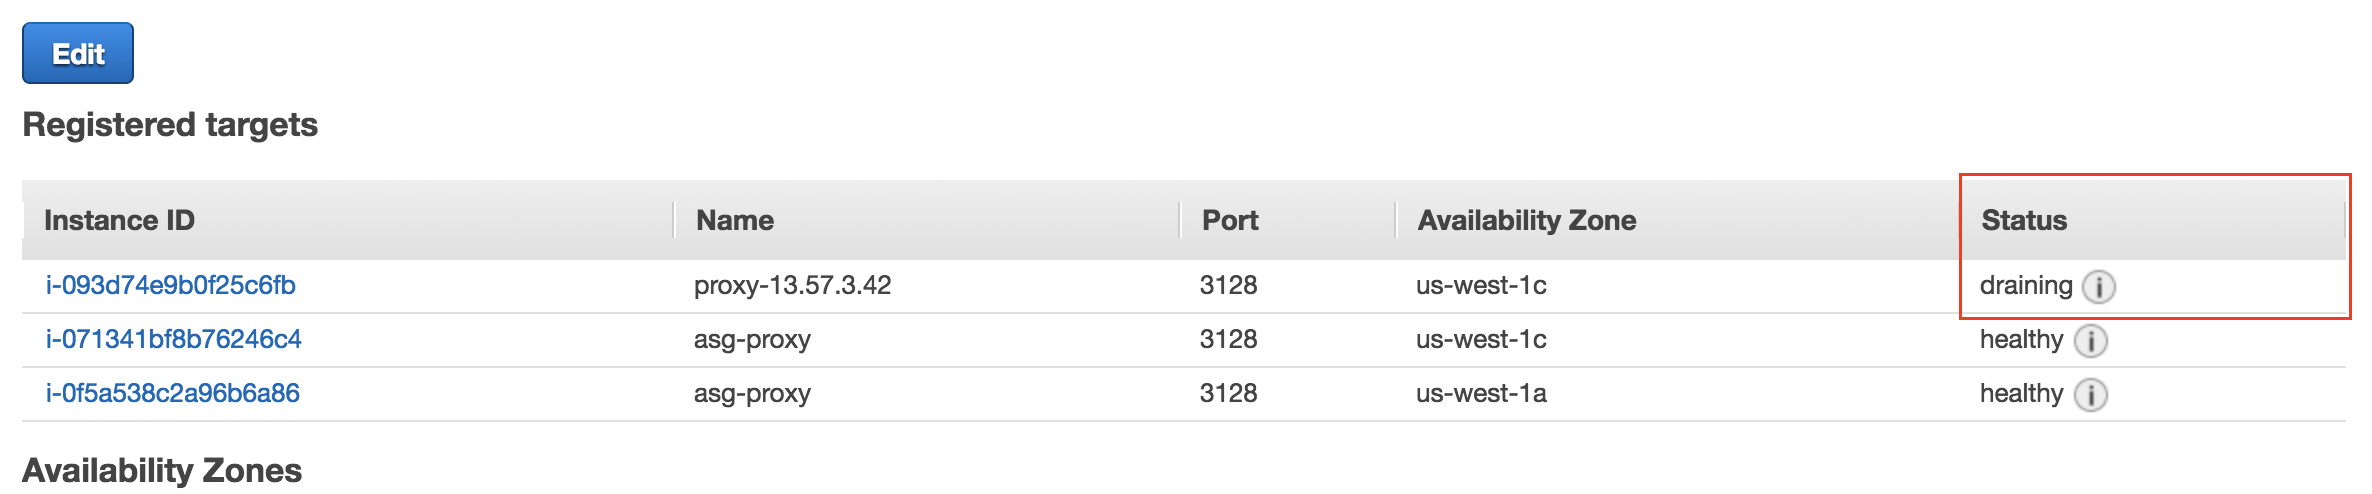 Edit
Registered targets
Instance ID Name Port Availability Zone Status
i-093d74e9b0f25c6fb proxy-13.57.3.42 3128 us-west-1c draining
i-071341bf8b76246c4 asg-proxy 3128 us-west-1c healthy
i-0f5a538c2a96b6a86 asg-proxy 3128 us-west-1a healthy
Availability Zones